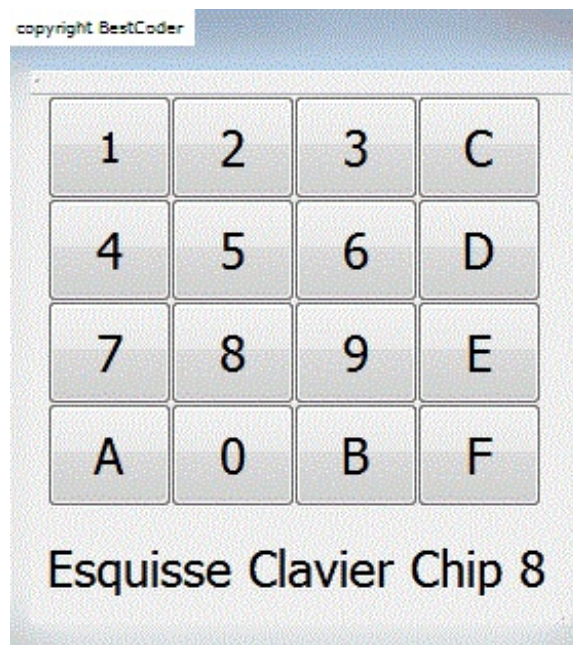 copyright BestCoder
1 2 3 C
4 5 6 D
7 8 9 E
A 0 B F
Esquisse Clavier Chip 8